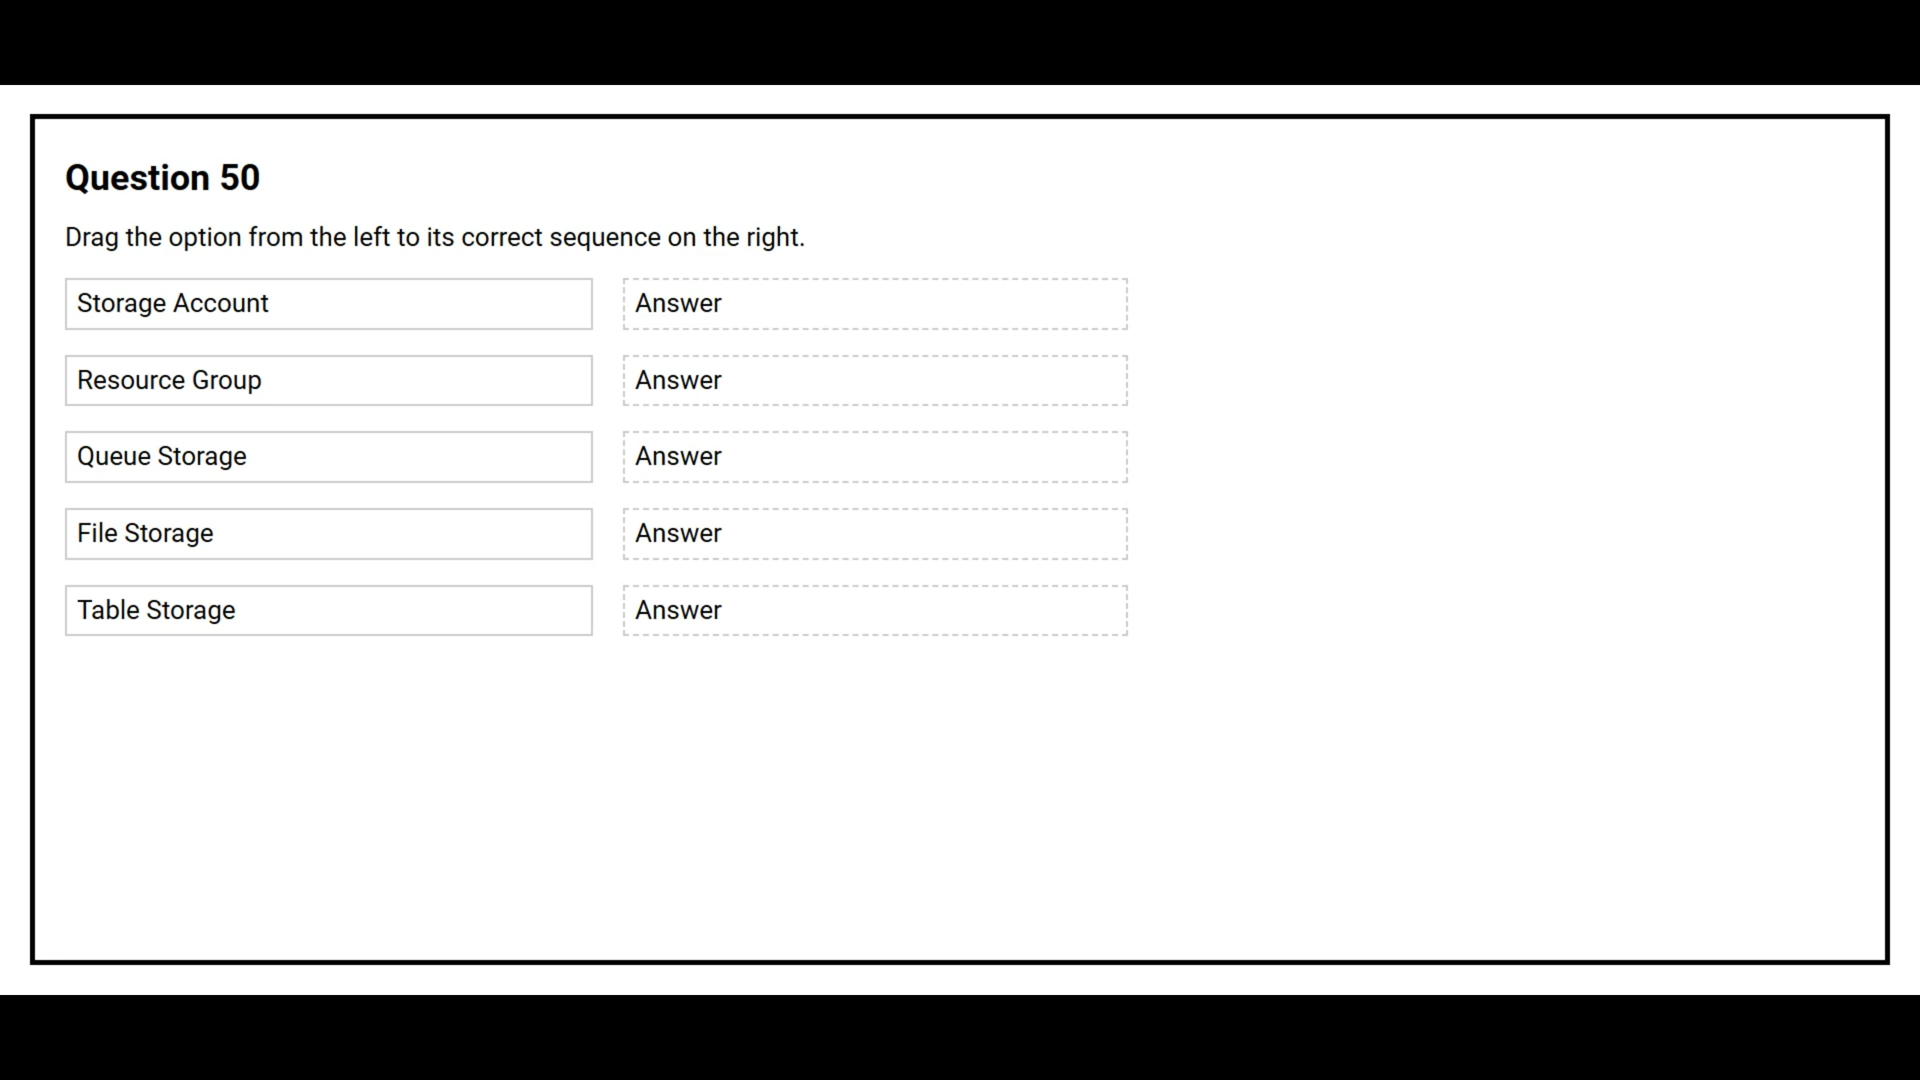 Question 50
Drag the option from the left to its correct sequence on the right.
Storage Account Answer
Resource Group Answer
Queue Storage Answer
File Storage Answer
Table Storage Answer